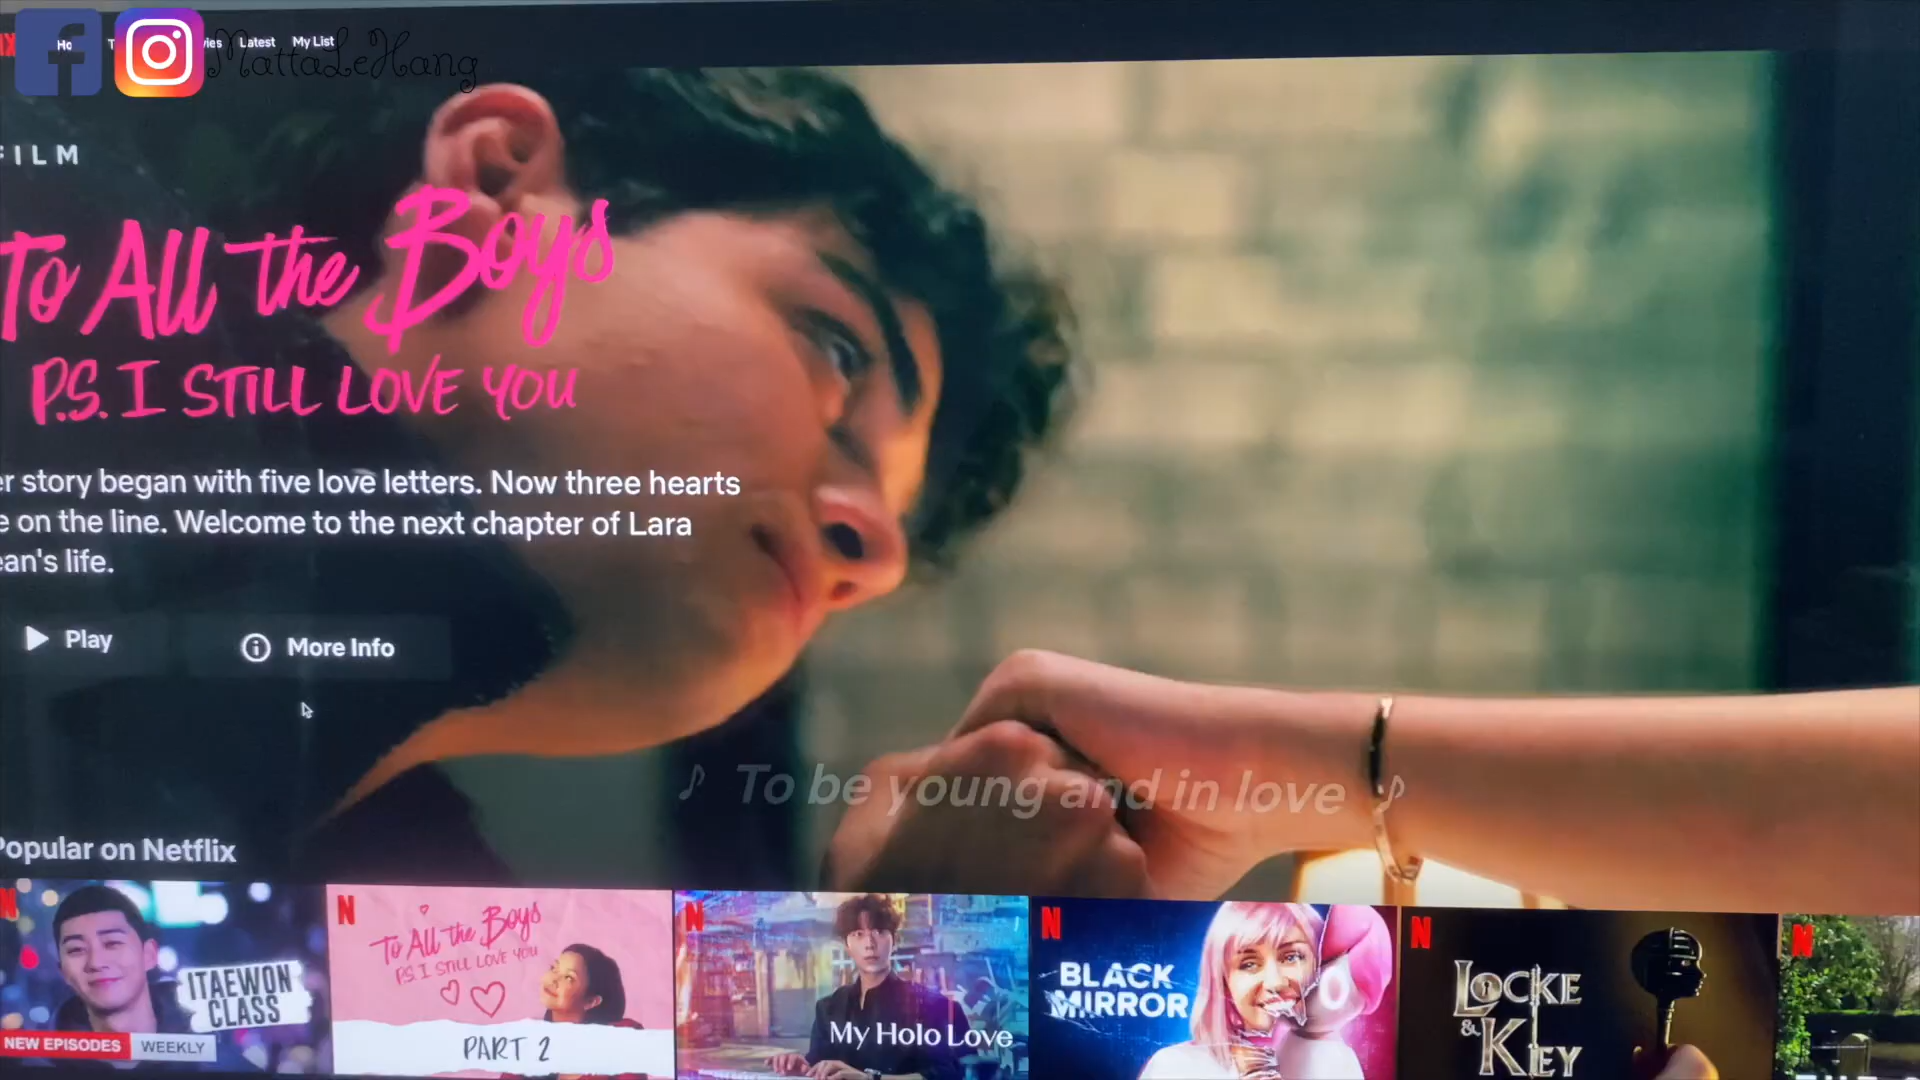 Latest My List
MattaLeHang
FILM
To All the Boys
P.S. I STILL LOVE YOU
story began with five love letters. Now three hearts
on the line. Welcome to the next chapter of Lara
ean's life.
Play
More Info
♪ To be young and in love ♪
Popular on Netflix
ITAEWON
CLASS
NEW EPISODES WEEKLY
N
To All the Boys
P.S. I STILL LOVE YOU
PART 2
N
My Holo Love
N
BLACK
MIRROR
N
LOCKE
& KEY
N